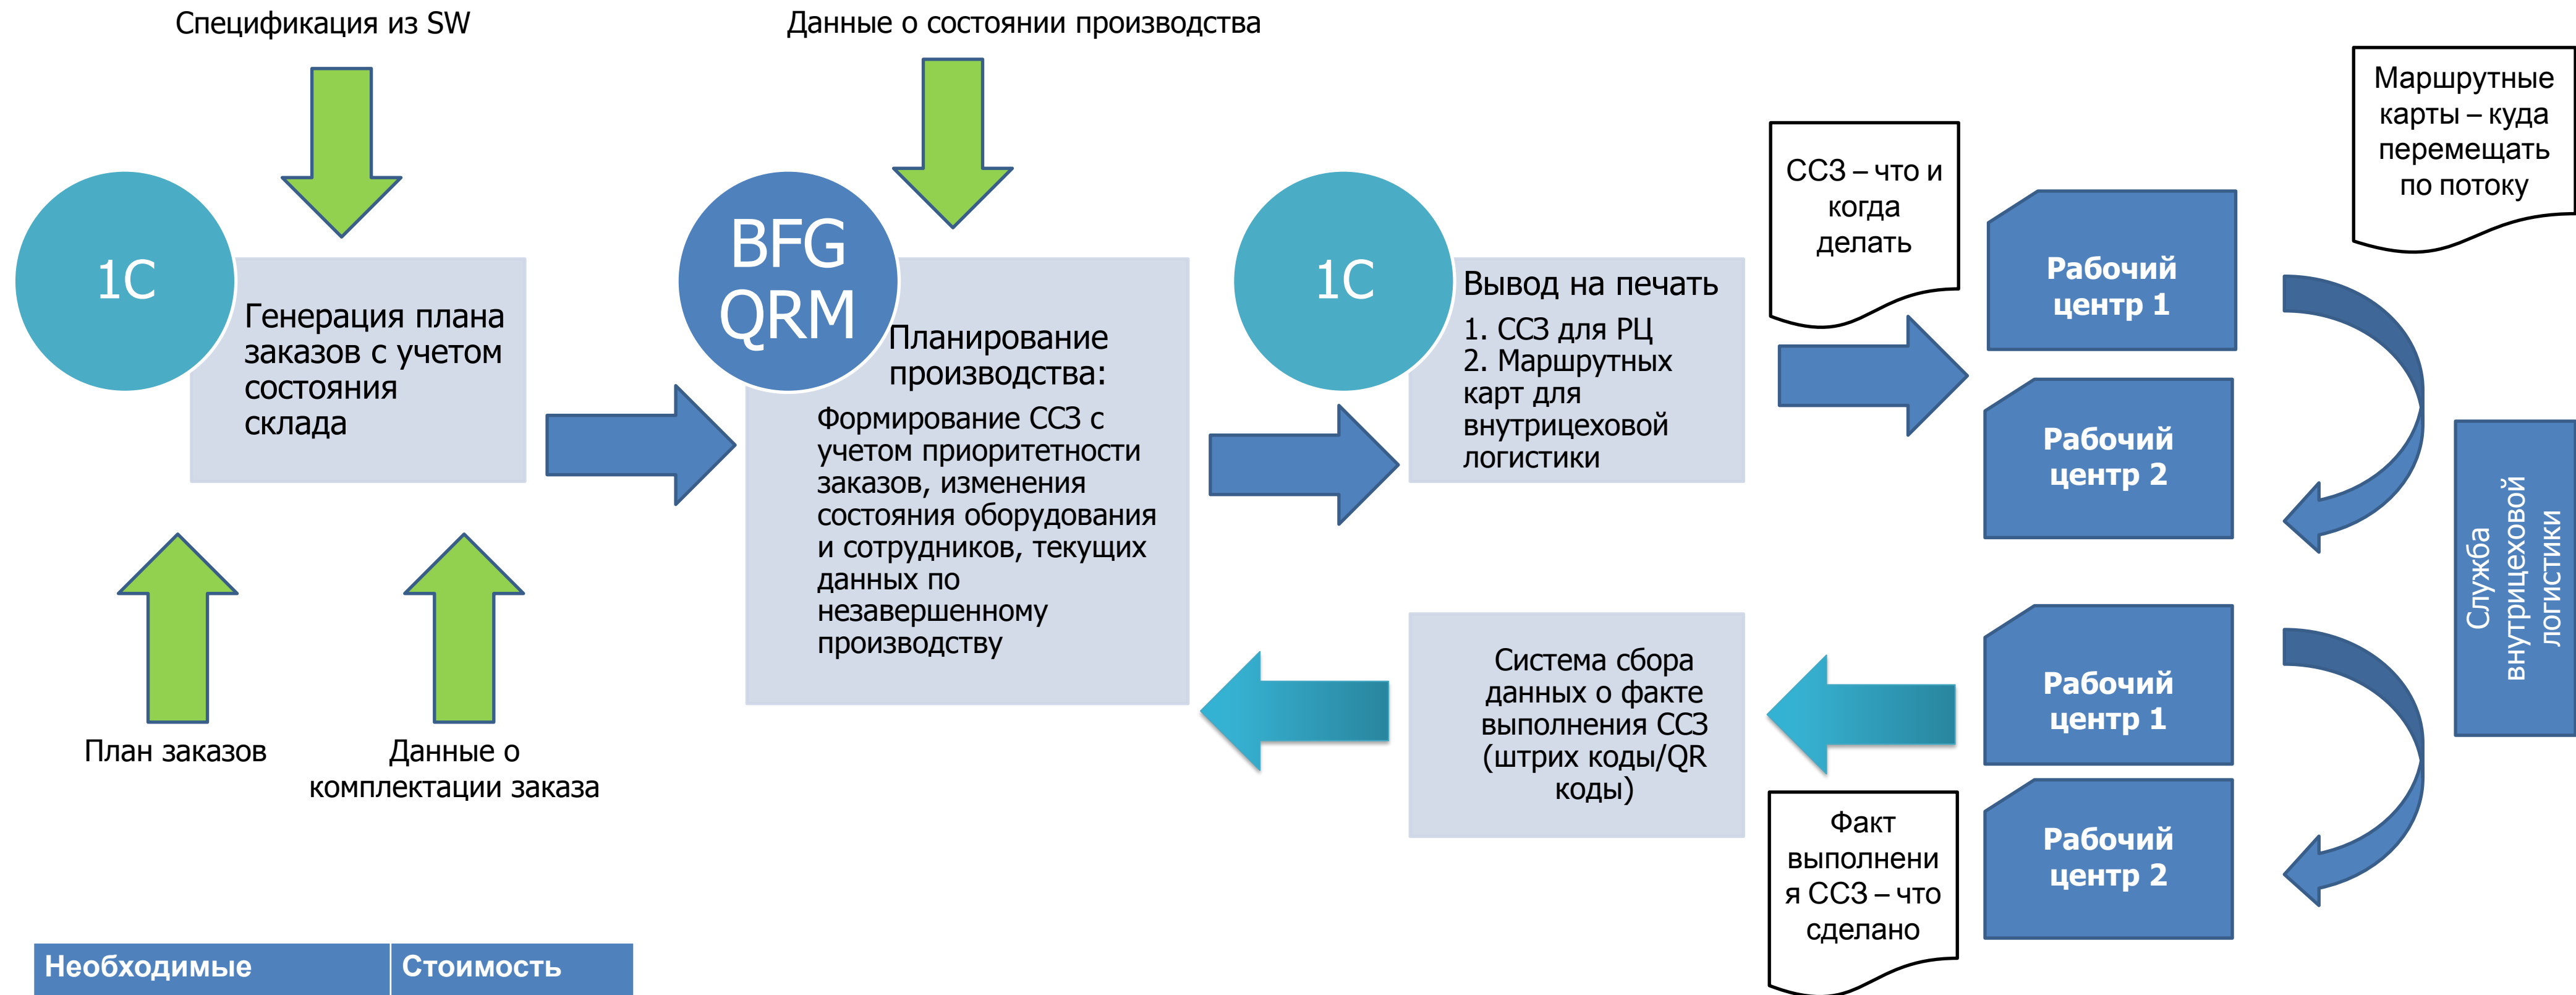 Спецификация из SW
Данные о состоянии производства
1С
Генерация плана
заказов с учетом
состояния
склада
План заказов
Данные о
комплектации заказа
BFG
QRM
Планирование
производства:
Формирование ССЗ с
учетом приоритетности
заказов, изменения
состояния оборудования
и сотрудников, текущих
данных по
незавершенному
производству
1С
Вывод на печать
1. ССЗ для РЦ
2. Маршрутных
карт для
внутрицеховой
логистики
ССЗ – что и
когда
делать
Рабочий
центр 1
Рабочий
центр 2
Маршрутные
карты – куда
перемещать
по потоку
Служба
внутрицеховой
логистики
Система сбора
данных о факте
выполнения ССЗ
(штрих коды/QR
коды)
Факт
выполнени
я ССЗ – что
сделано
Рабочий
центр 1
Рабочий
центр 2
Необходимые
Стоимость